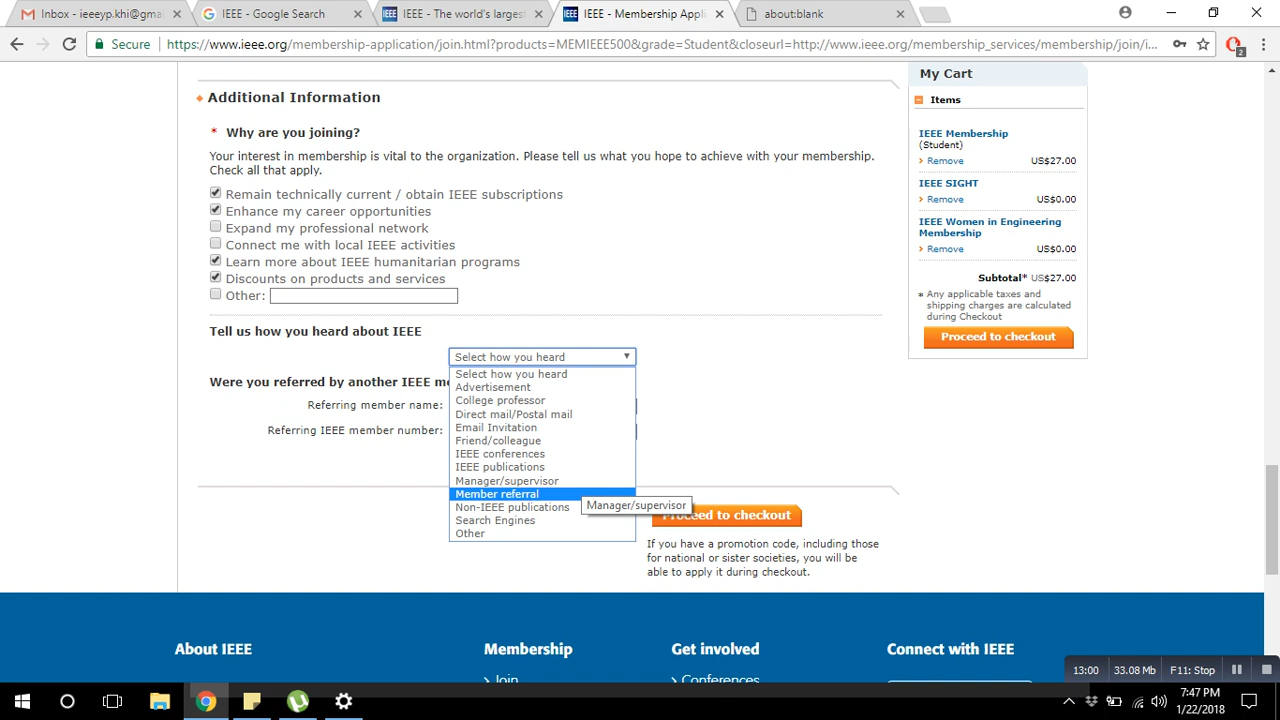 Inbox - ieeeyp.khi@gma
IEEE - Google Search
IEEE - The world's largest
IEEE - Membership Appli
about:blank
Secure
https://www.ieee.org/membership-application/join.html?products=MEMIEEE500&grade=Student&closeurl=http://www.ieee.org/membership_services/membership/join/i...
2
Additional Information
* Why are you joining?
Your interest in membership is vital to the organization. Please tell us what you hope to achieve with your membership.
Check all that apply.
Remain technically current / obtain IEEE subscriptions
Enhance my career opportunities
Expand my professional network
Connect me with local IEEE activities
Learn more about IEEE humanitarian programs
Discounts on products and services
Other:
Tell us how you heard about IEEE
Select how you heard
Select how you heard
Advertisement
College professor
Direct mail/Postal mail
Email Invitation
Friend/colleague
IEEE conferences
IEEE publications
Manager/supervisor
Member referral
Non-IEEE publications
Search Engines
Other
Manager/supervisor
Were you referred by another IEEE me
Referring member name:
Referring IEEE member number:
Proceed to checkout
If you have a promotion code, including those
for national or sister societies, you will be
able to apply it during checkout.
My Cart
Items
IEEE Membership
(Student)
Remove US$27.00
IEEE SIGHT
Remove US$0.00
IEEE Women in Engineering
Membership
Remove US$0.00
Subtotal* US$27.00
* Any applicable taxes and
shipping charges are calculated
during Checkout
Proceed to checkout
About IEEE
Membership
Join
Get involved
Conferences
Connect with IEEE
13:00
33.08 Mb
F11: Stop
7:47 PM
1/22/2018